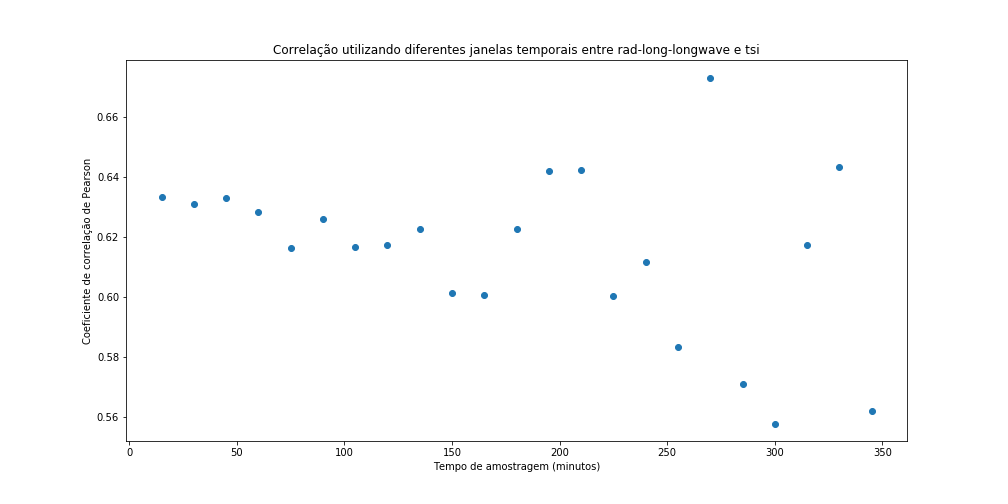 Correlação utilizando diferentes janelas temporais entre rad-long-longwave e tsi
Coeficiente de correlação de Pearson
0.66
0.64
0.62
0.60
0.58
0.56
0 50 100 150 200 250 300 350
Tempo de amostragem (minutos)